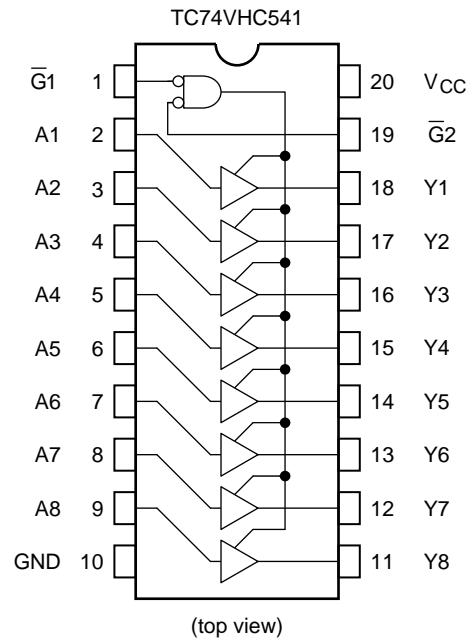 TC74VHC541
G̅1 1 20 VCC
A1 2 19 G̅2
A2 3 18 Y1
A3 4 17 Y2
A4 5 16 Y3
A5 6 15 Y4
A6 7 14 Y5
A7 8 13 Y6
A8 9 12 Y7
GND 10 11 Y8
(top view)